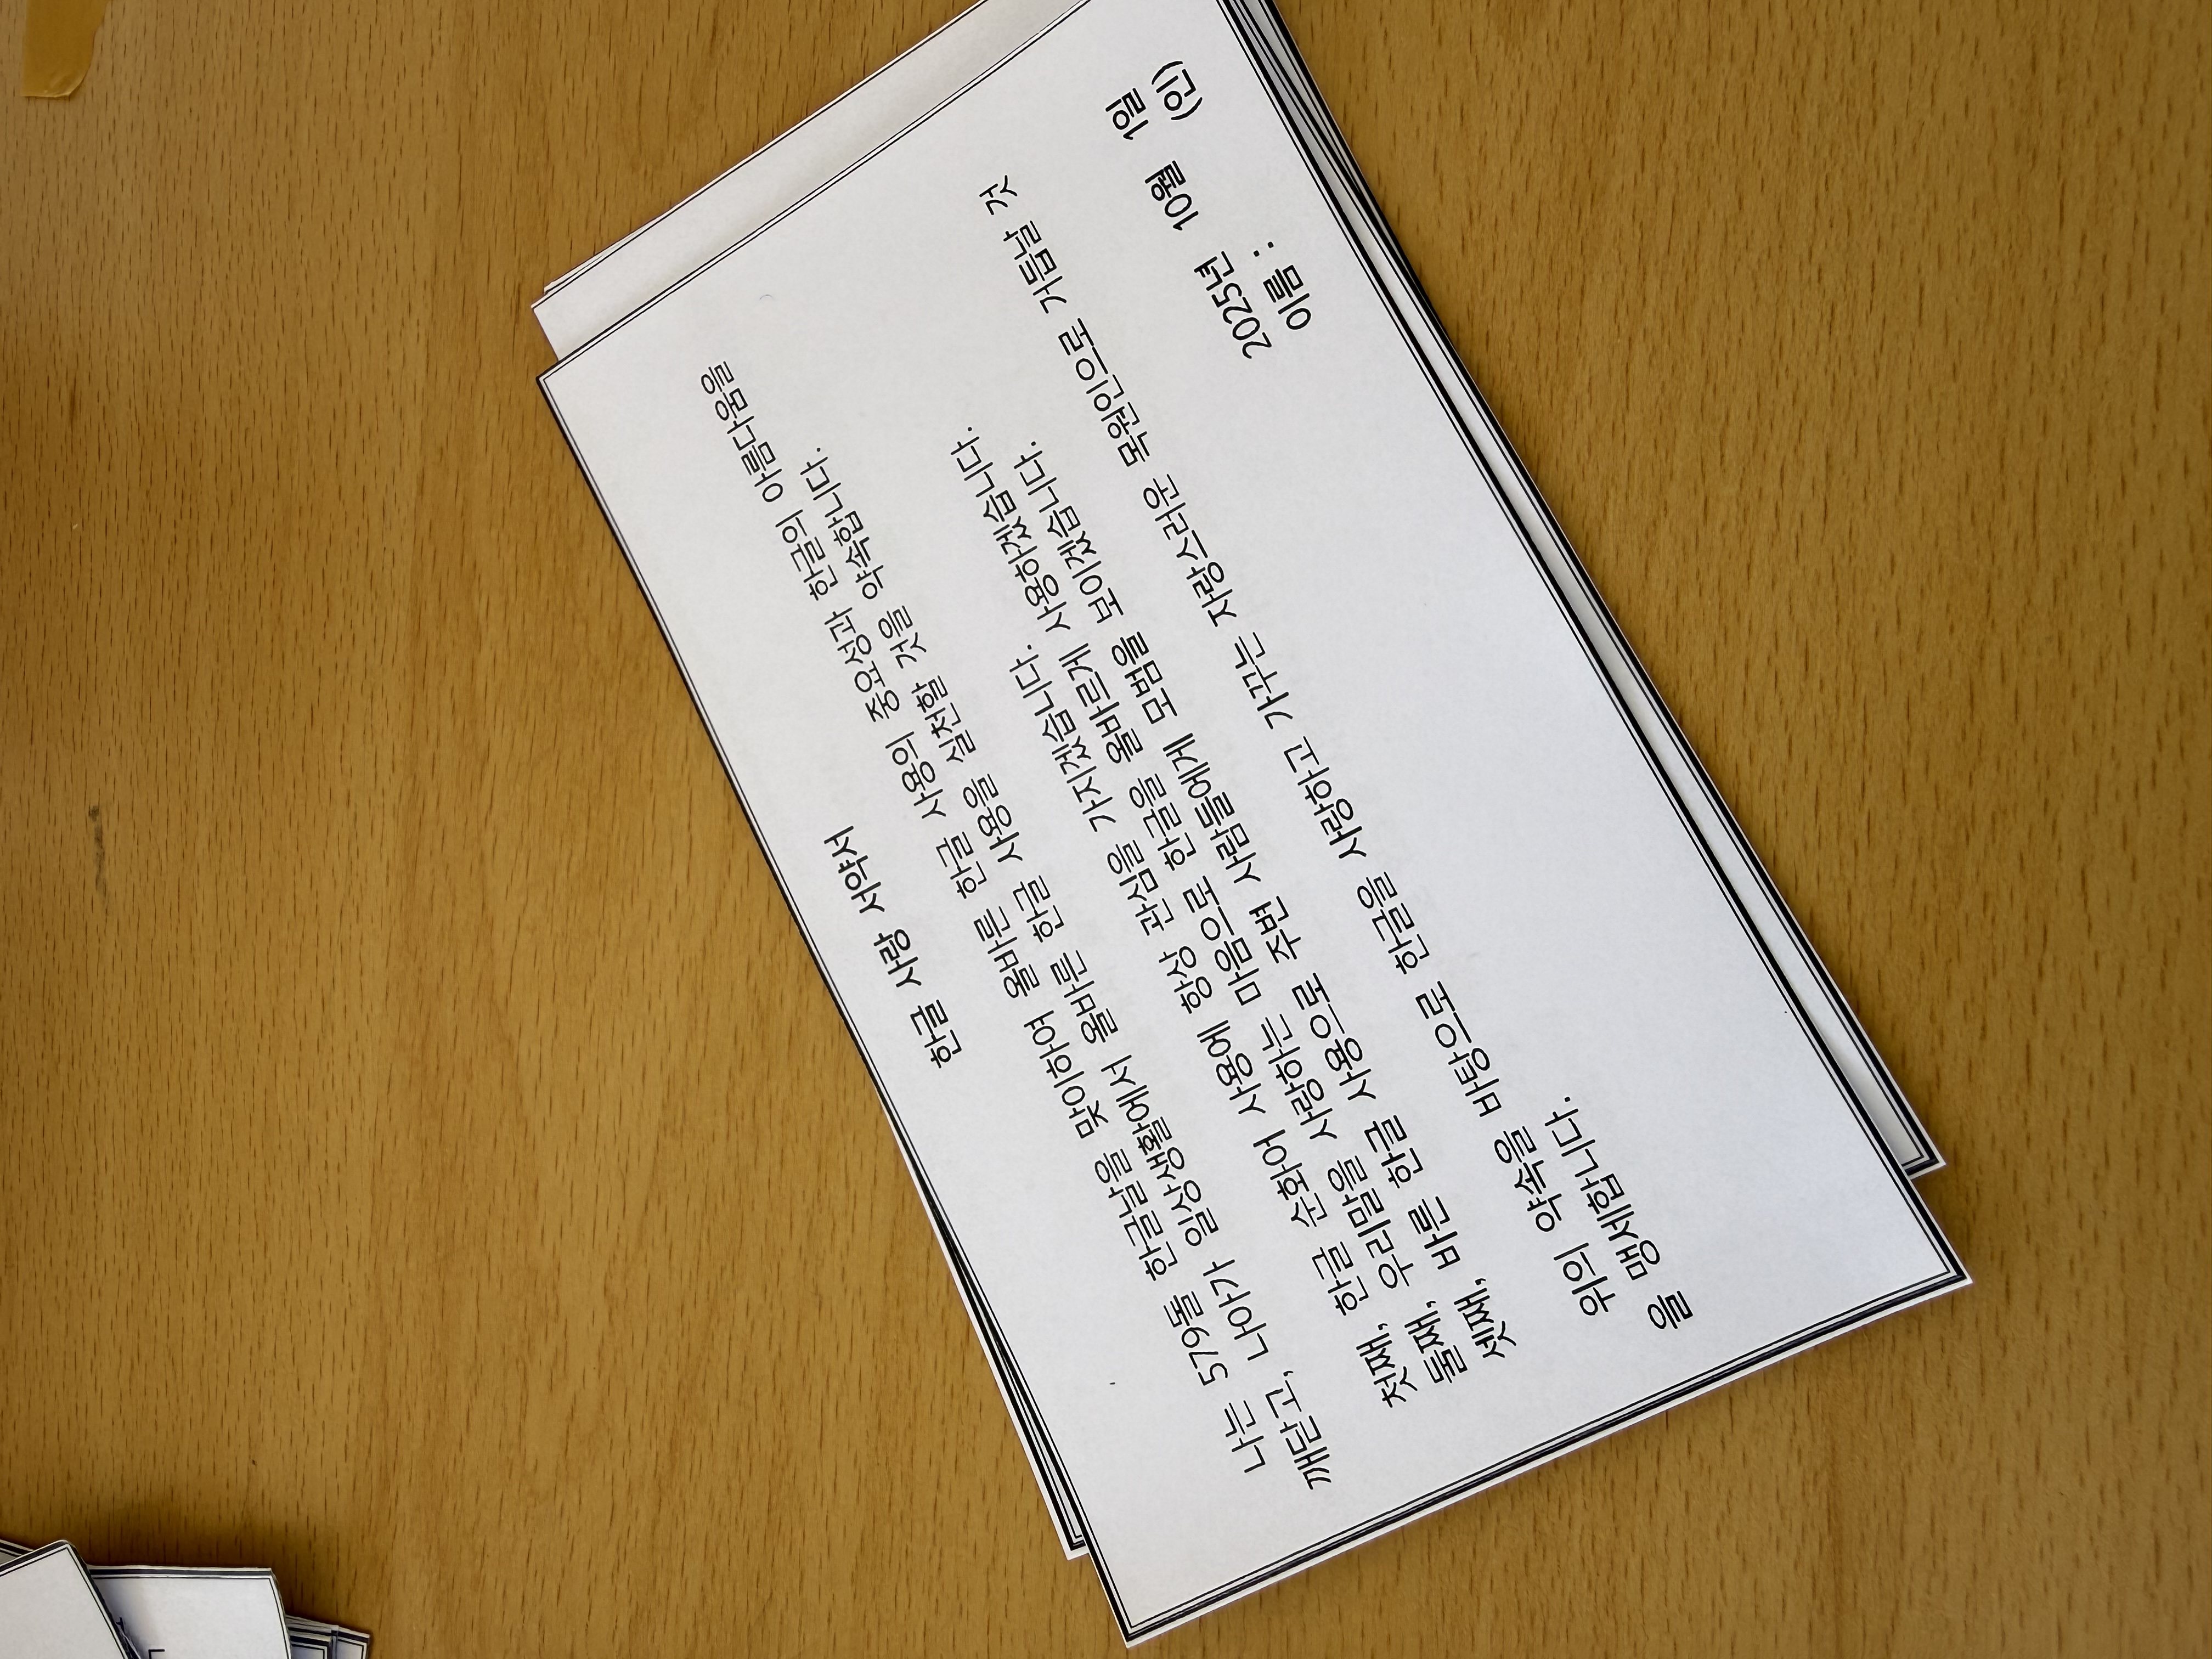 한글 사랑 서약서
나는 579돌 한글날을 맞이하여 올바른 한글 사용의 중요성과 한글의 아름다움을
깨닫고, 나아가 일상생활에서 올바른 한글 사용을 실천할 것을 약속합니다.
첫째, 한글 순화어 사용에 항상 관심을 가지겠습니다.
둘째, 우리말을 사랑하는 마음으로 한글을 올바르게 사용하겠습니다.
셋째, 바른 한글 사용으로 주변 사람들에게 모범을 보이겠습니다.
위의 약속을 바탕으로 한글을 사랑하고 가꾸는 자랑스러운 목원인으로 거듭날 것
을 맹세합니다.
2025년 10월 1일
이름 : (인)